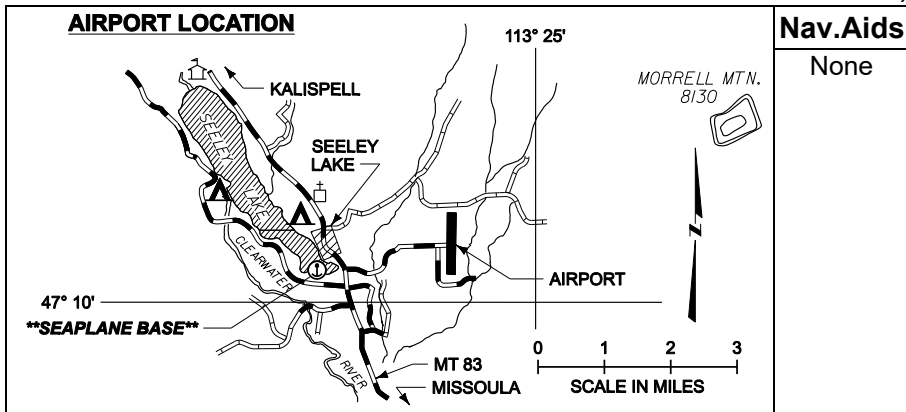 AIRPORT LOCATION
Nav.Aids
None
113° 25'
KALISPELL
MORRELL MTN.
8130
SEELEY
LAKE
SEELEY
LAKE
CLEARWATER
RIVER
N
AIRPORT
47° 10'
**SEAPLANE BASE**
MT 83
MISSOULA
0 1 2 3
SCALE IN MILES